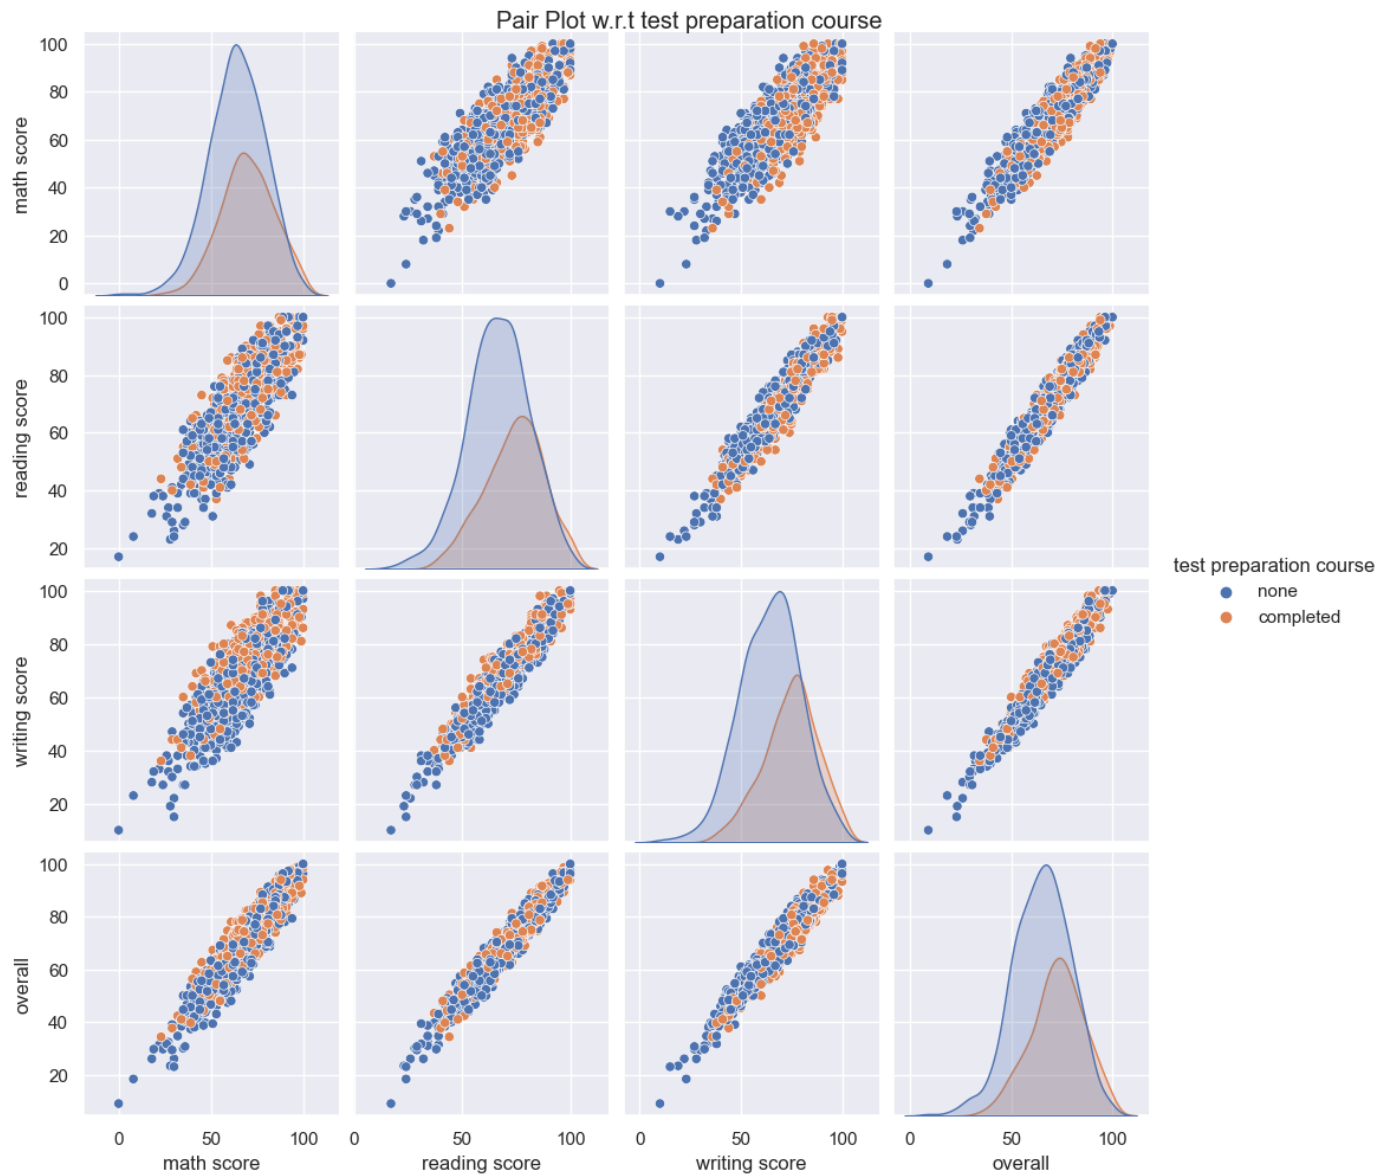 Pair Plot w.r.t test preparation course
100
80
60
40
20
0
math score
100
80
60
40
20
reading score
test preparation course
none
completed
100
80
60
40
20
writing score
100
80
60
40
20
overall
0 50 100
0 50 100
0 50 100
0 50 100
math score
reading score
writing score
overall